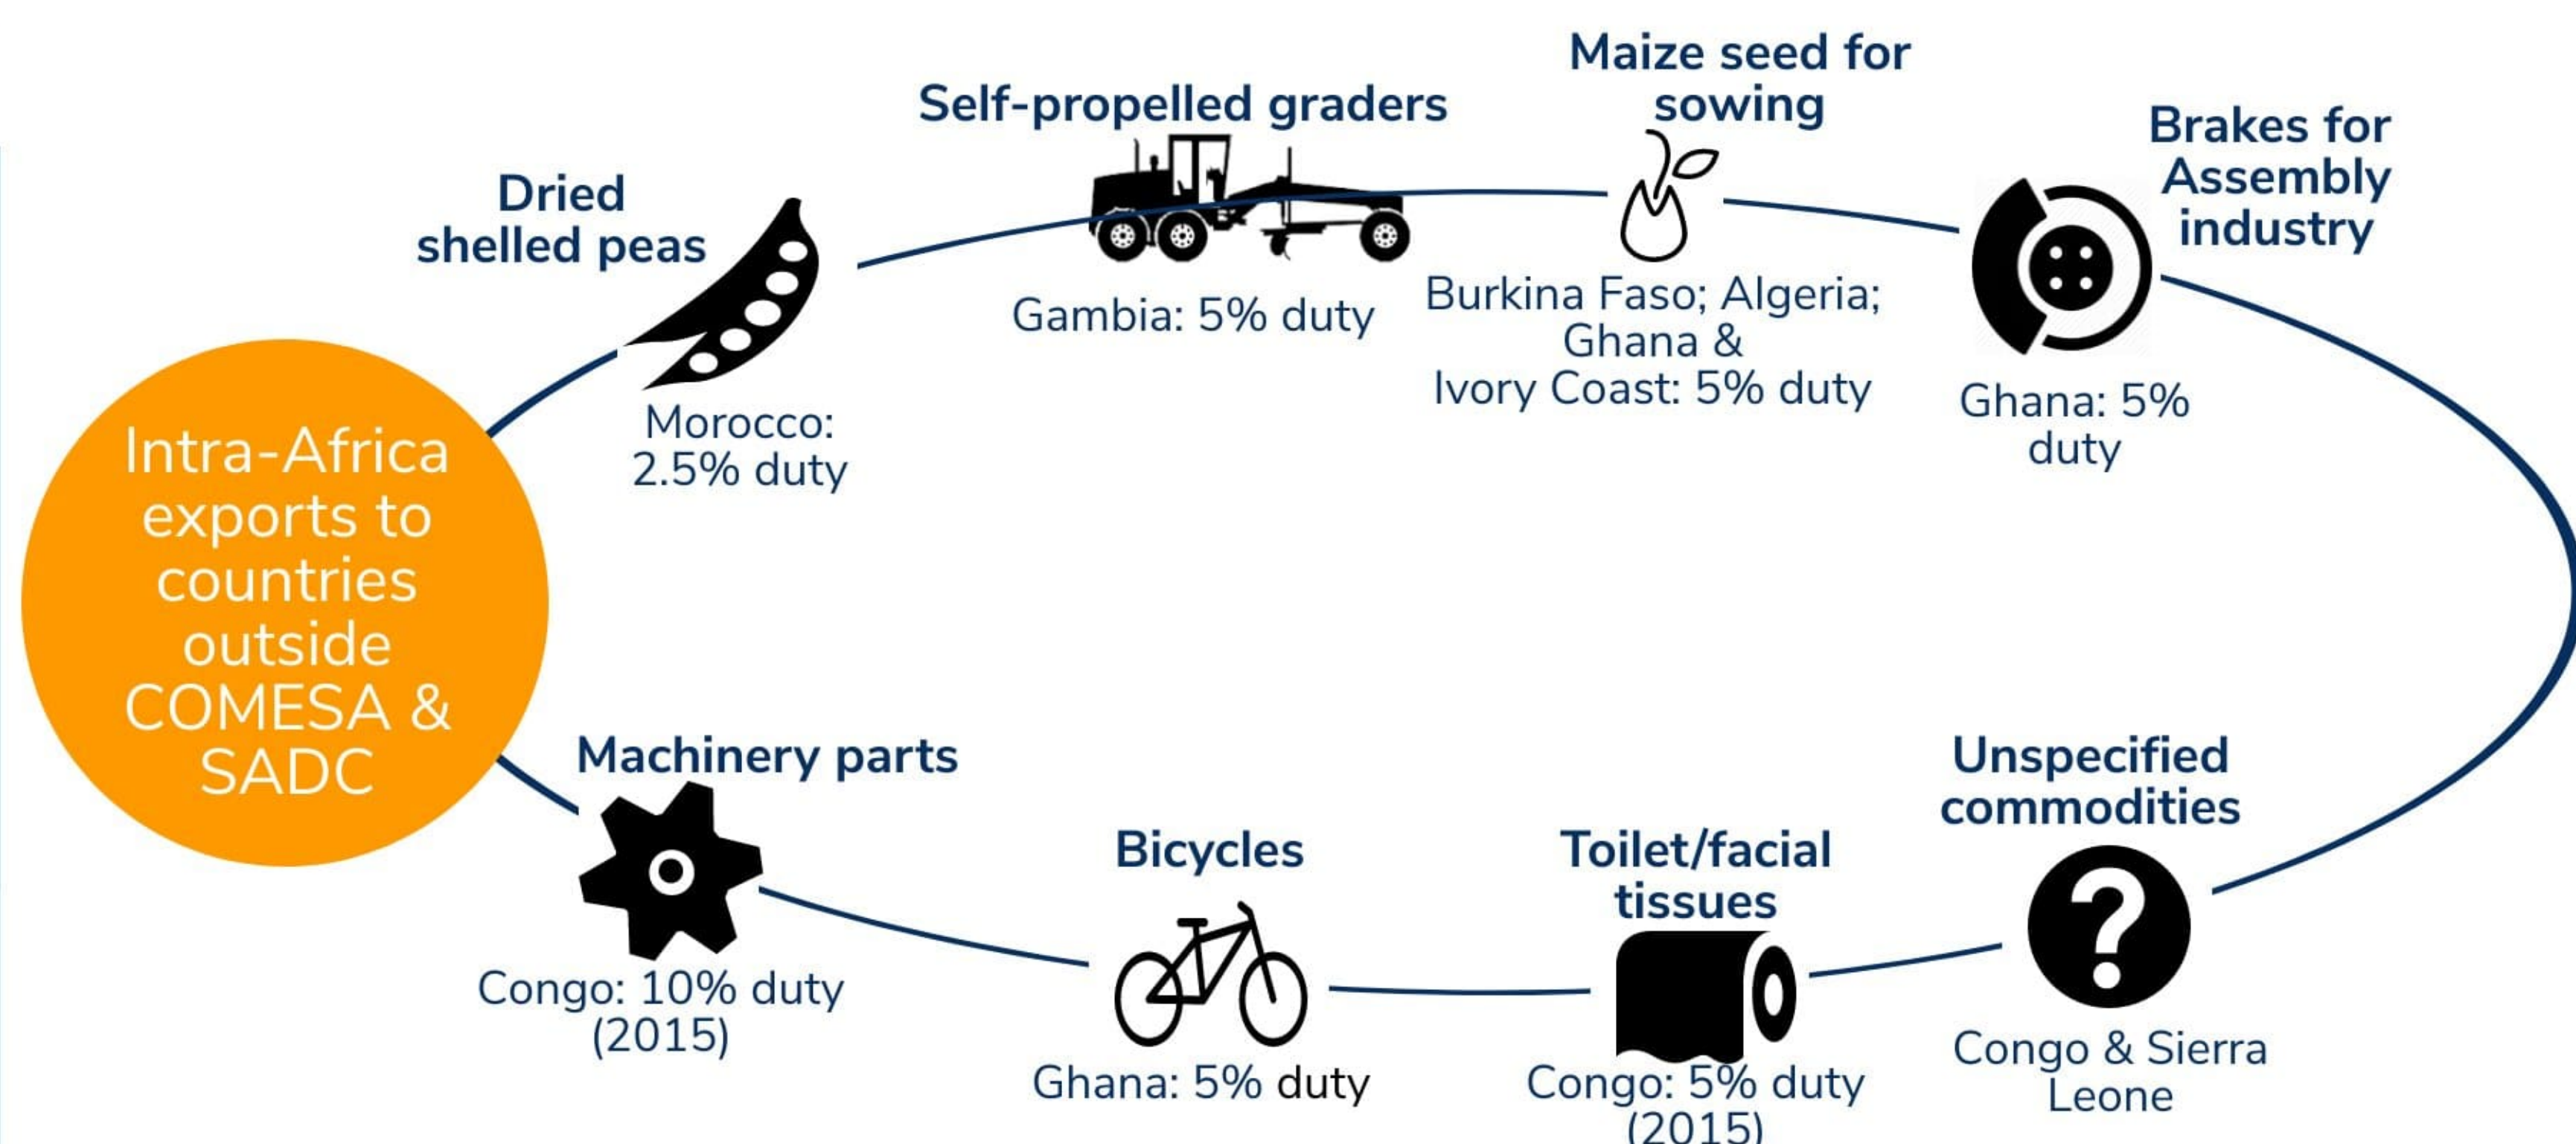 Intra-Africa
exports to
countries
outside
COMESA &
SADC
Dried
shelled peas
Morocco:
2.5% duty
Self-propelled graders
Gambia: 5% duty
Maize seed for
sowing
Burkina Faso; Algeria;
Ghana &
Ivory Coast: 5% duty
Brakes for
Assembly
industry
Ghana: 5%
duty
Machinery parts
Congo: 10% duty
(2015)
Bicycles
Ghana: 5% duty
Toilet/facial
tissues
Congo: 5% duty
(2015)
Unspecified
commodities
?
Congo & Sierra
Leone